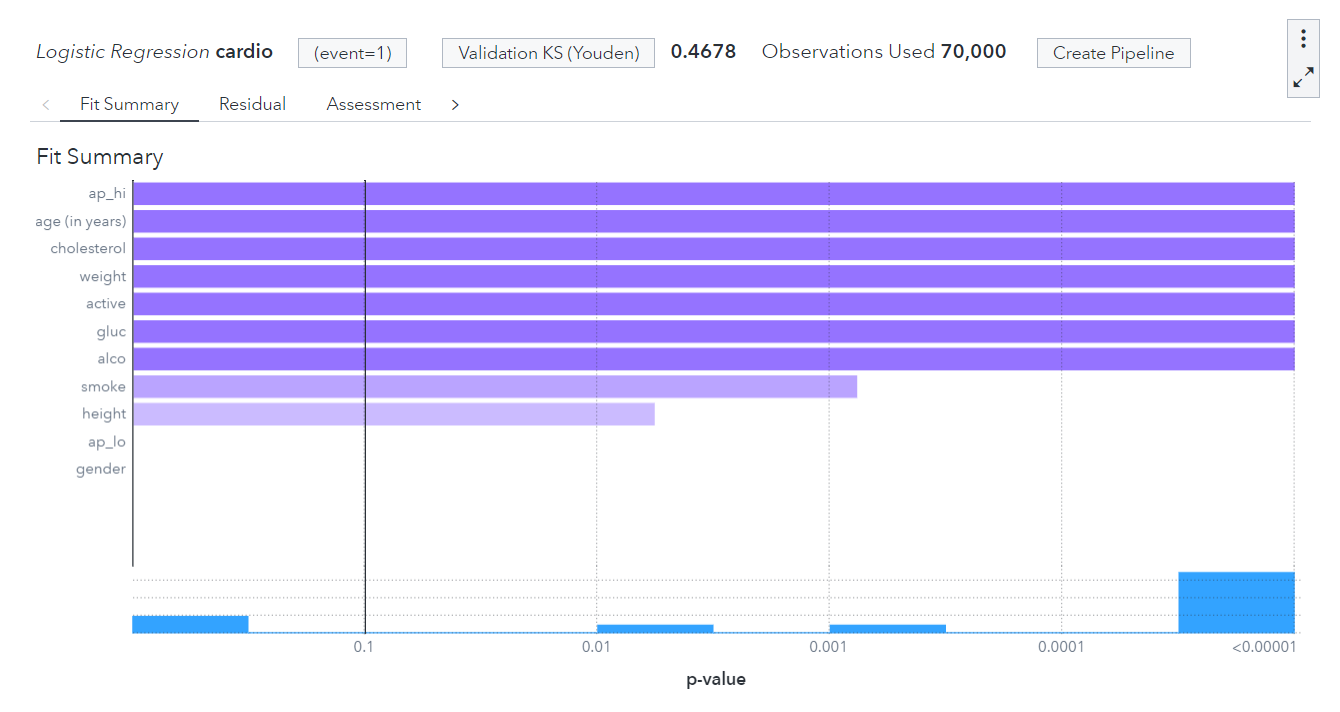 Logistic Regression cardio (event=1) Validation KS (Youden) 0.4678 Observations Used 70,000 Create Pipeline
Fit Summary Residual Assessment
Fit Summary
ap_hi
age (in years)
cholesterol
weight
active
gluc
alco
smoke
height
ap_lo
gender
0.1 0.01 0.001 0.0001 <0.00001
p-value